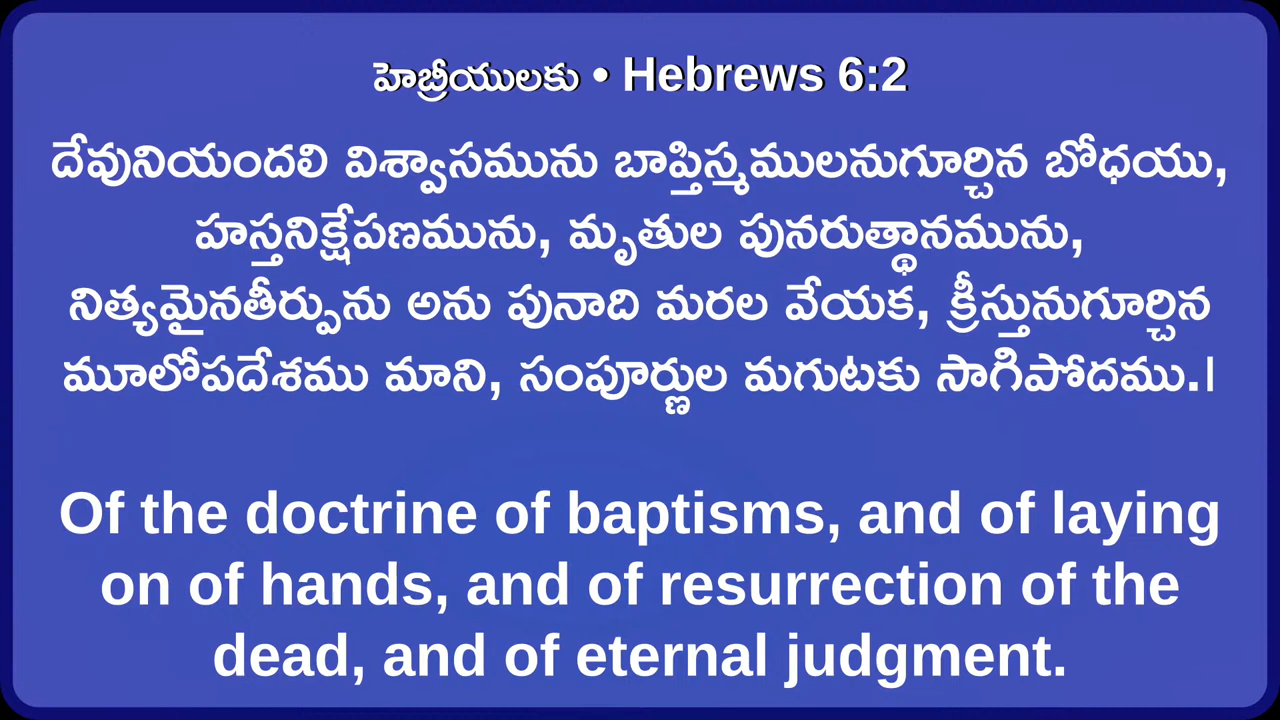 హెబ్రీయులకు • Hebrews 6:2
దేవునియందలి విశ్వాసమును బాప్తిస్మములనుగూర్చిన బోధయు,
హస్తనిక్షేపణమును, మృతుల పునరుత్థానమును,
నిత్యమైనతీర్పును అను పునాది మరల వేయక, క్రీస్తునుగూర్చిన
మూలోపదేశము మాని, సంపూర్ణుల మగుటకు సాగిపోదము.।
Of the doctrine of baptisms, and of laying
on of hands, and of resurrection of the
dead, and of eternal judgment.